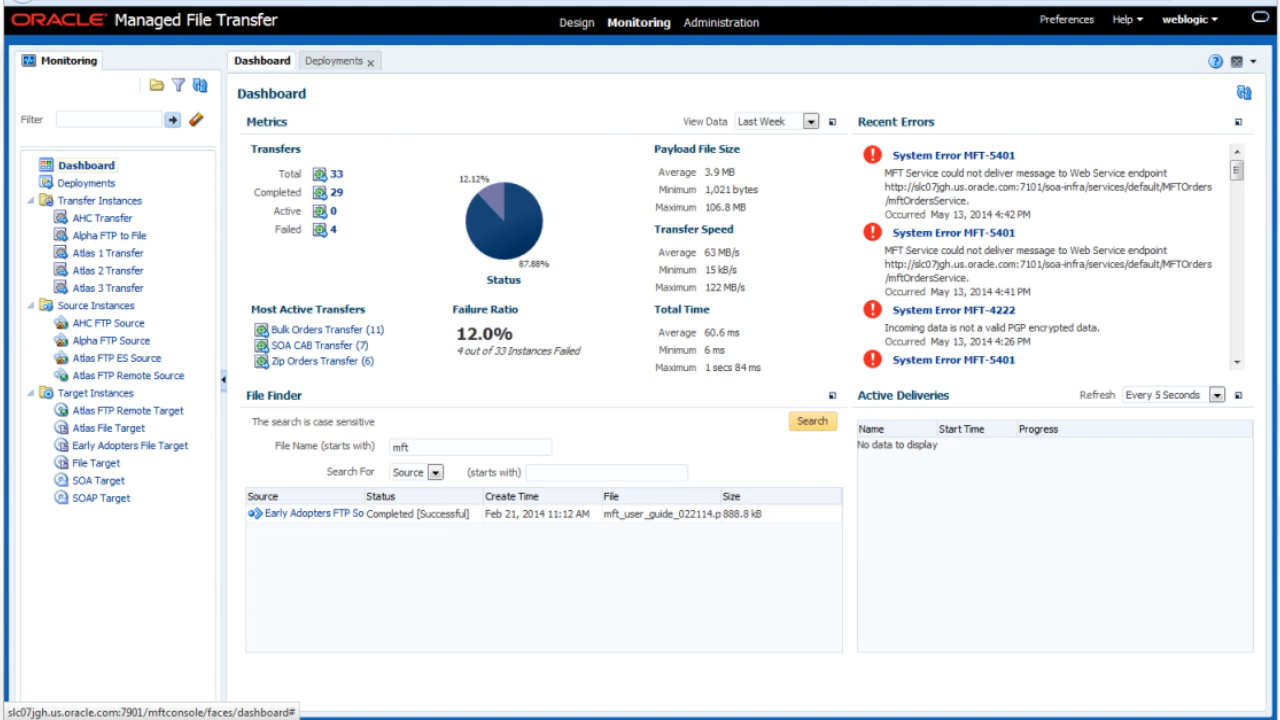 ORACLE Managed File Transfer
Design Monitoring Administration
Preferences Help weblogic
Monitoring
Filter
Dashboard
Deployments
Transfer Instances
AHC Transfer
Alpha FTP to File
Atlas 1 Transfer
Atlas 2 Transfer
Atlas 3 Transfer
Source Instances
AHC FTP Source
Alpha FTP Source
Atlas FTP ES Source
Atlas FTP Remote Source
Target Instances
Atlas FTP Remote Target
Atlas File Target
Early Adopters File Target
File Target
SOA Target
SOAP Target
Dashboard Deployments x
Dashboard
Metrics
View Data Last Week
Transfers
Total 33
Completed 29
Active 0
Failed 4
12.12%
87.88%
Status
Payload File Size
Average 3.9 MB
Minimum 1,021 bytes
Maximum 106.8 MB
Transfer Speed
Average 63 MB/s
Minimum 15 kB/s
Maximum 122 MB/s
Most Active Transfers
Bulk Orders Transfer (11)
SOA CAB Transfer (7)
Zip Orders Transfer (6)
Failure Ratio
12.0%
4 out of 33 Instances Failed
Total Time
Average 60.6 ms
Minimum 6 ms
Maximum 1 secs 84 ms
Recent Errors
System Error MFT-5401
MFT Service could not deliver message to Web Service endpoint
http://slc07jgh.us.oracle.com:7101/soa-infra/services/default/MFTOrders
/mftOrdersService.
Occurred May 13, 2014 4:42 PM
System Error MFT-5401
MFT Service could not deliver message to Web Service endpoint
http://slc07jgh.us.oracle.com:7101/soa-infra/services/default/MFTOrders
/mftOrdersService.
Occurred May 13, 2014 4:41 PM
System Error MFT-4222
Incoming data is not a valid PGP encrypted data.
Occurred May 13, 2014 4:26 PM
System Error MFT-5401
File Finder
The search is case sensitive
Search
File Name (starts with) mft
Search For Source (starts with)
Source Status Create Time File Size
Early Adopters FTP So Completed [Successful] Feb 21, 2014 11:12 AM mft_user_guide_022114.p 888.8 kB
Active Deliveries
Refresh Every 5 Seconds
Name Start Time Progress
No data to display
slc07jgh.us.oracle.com:7901/mftconsole/faces/dashboard#